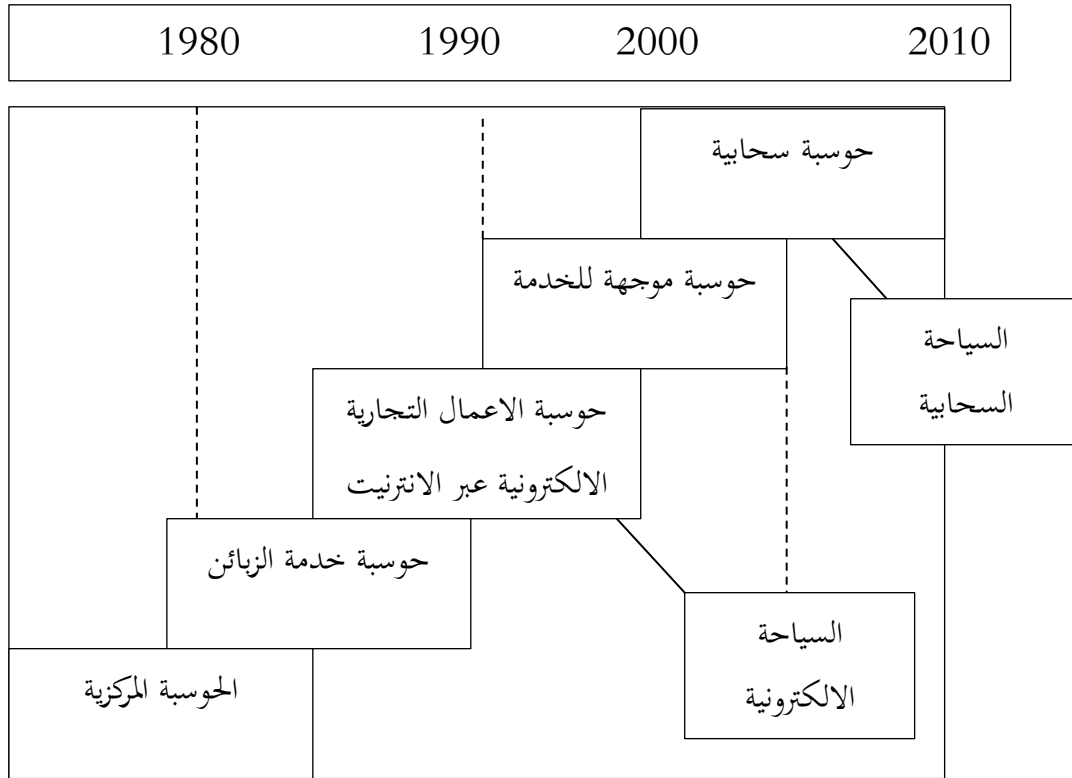 1980 1990 2000 2010
حوسبة سحابية
حوسبة موجهة للخدمة
السياحة
السحابية
حوسبة الاعمال التجارية
الالكترونية عبر الانترنيت
حوسبة خدمة الزبائن
السياحة
الالكترونية
الحوسبة المركزية